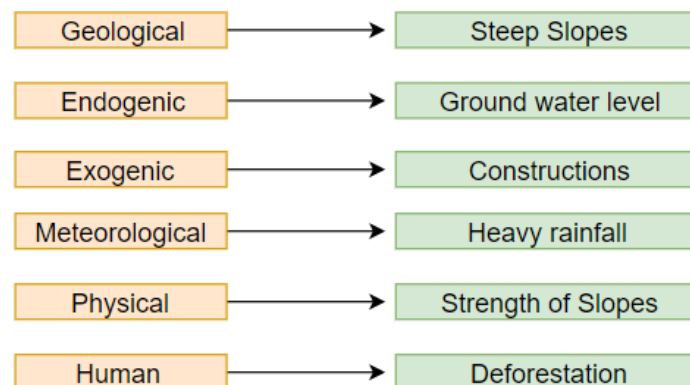 Geological Steep Slopes
Endogenic Ground water level
Exogenic Constructions
Meteorological Heavy rainfall
Physical Strength of Slopes
Human Deforestation